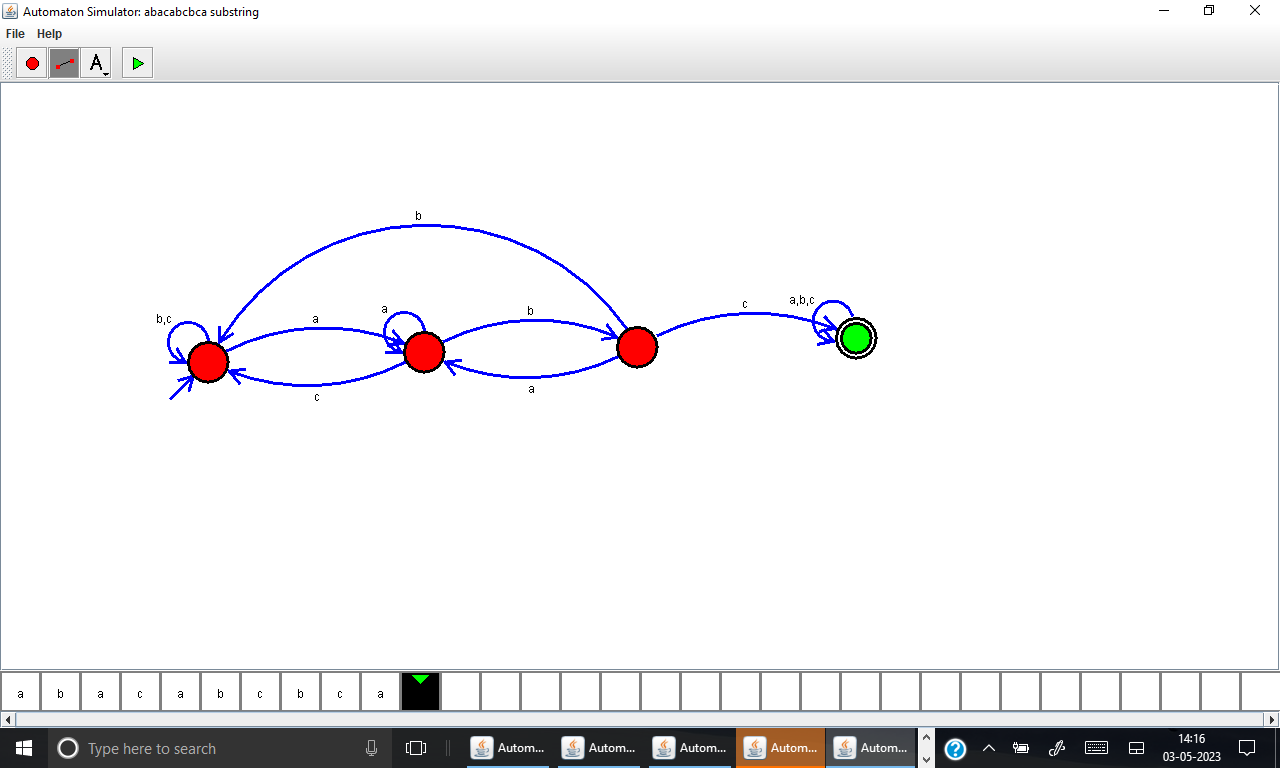 Automaton Simulator: abacabcbca substring
File Help
A
b
b,c
a
a
b
c
a,b,c
c
a
a b a c a b c b c a
Type here to search
Autom... Autom... Autom... Autom... Autom...
14:16
03-05-2023